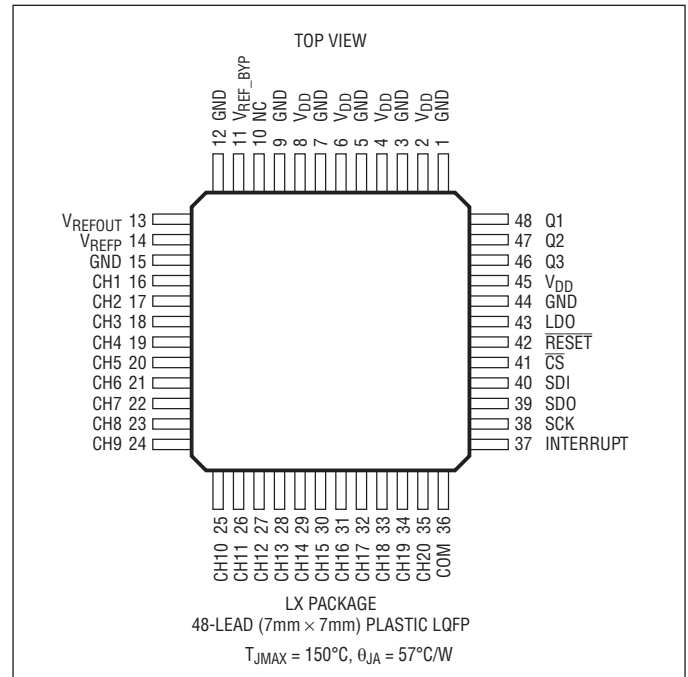 TOP VIEW
12 GND
11 VREF_BYP
10 NC
9 GND
8 VDD
7 GND
6 VDD
5 GND
4 VDD
3 GND
2 VDD
1 GND
VREFOUT 13
VREFP 14
GND 15
CH1 16
CH2 17
CH3 18
CH4 19
CH5 20
CH6 21
CH7 22
CH8 23
CH9 24
48 Q1
47 Q2
46 Q3
45 VDD
44 GND
43 LDO
42 RESET
41 CS
40 SDI
39 SDO
38 SCK
37 INTERRUPT
CH10 25
CH11 26
CH12 27
CH13 28
CH14 29
CH15 30
CH16 31
CH17 32
CH18 33
CH19 34
CH20 35
COM 36
LX PACKAGE
48-LEAD (7mm × 7mm) PLASTIC LQFP
TJMAX = 150°C, θJA = 57°C/W